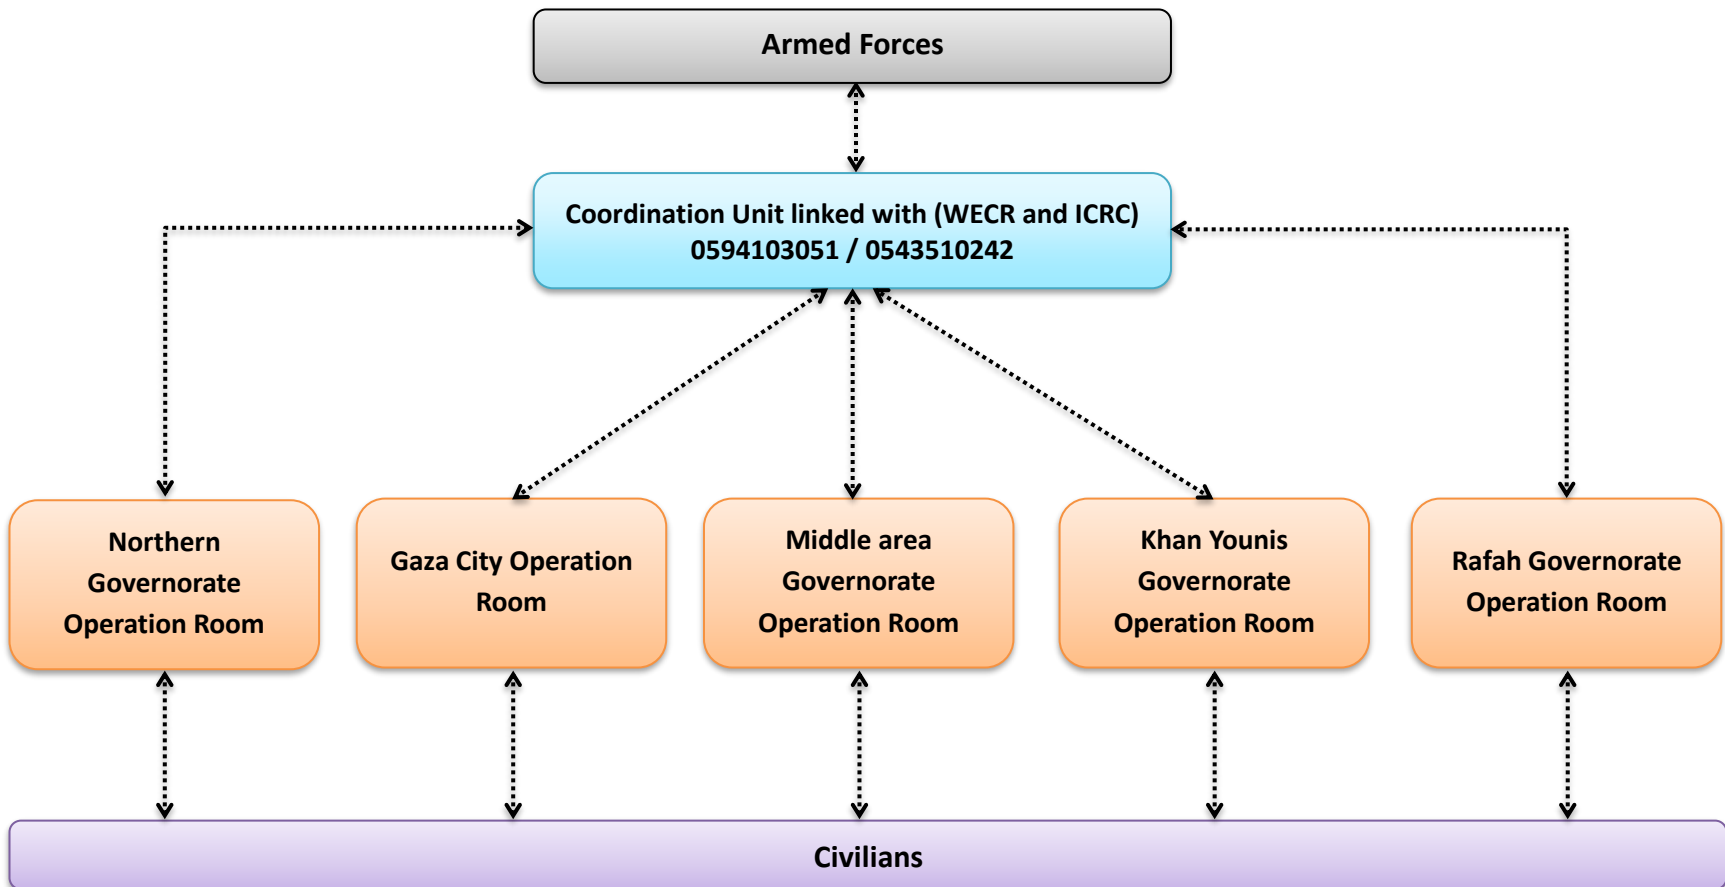 Armed Forces
Coordination Unit linked with (WECR and ICRC)
0594103051 / 0543510242
Northern
Governorate
Operation Room
Gaza City Operation
Room
Middle area
Governorate
Operation Room
Khan Younis
Governorate
Operation Room
Rafah Governorate
Operation Room
Civilians